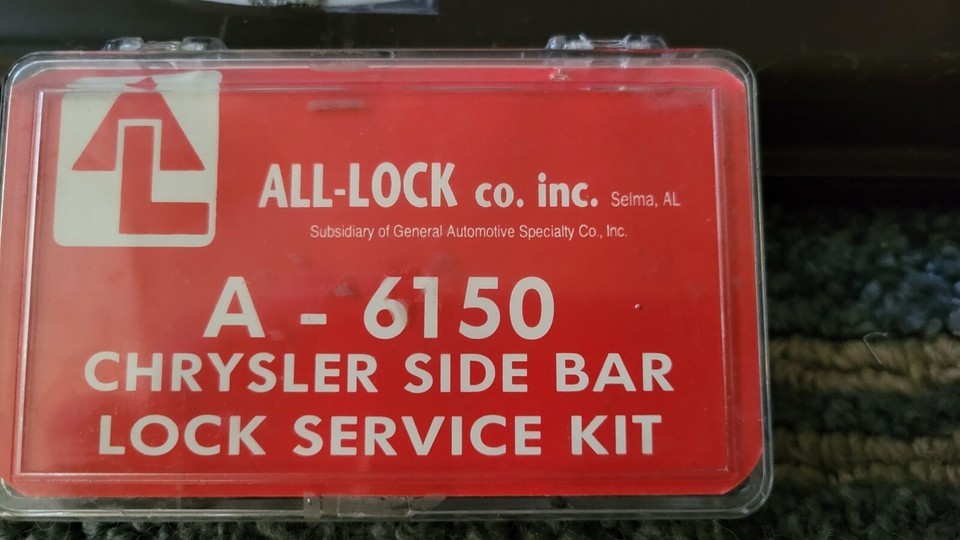 AL
ALL-LOCK co. inc. Selma, AL
Subsidiary of General Automotive Specialty Co., Inc.
A - 6150
CHRYSLER SIDE BAR
LOCK SERVICE KIT